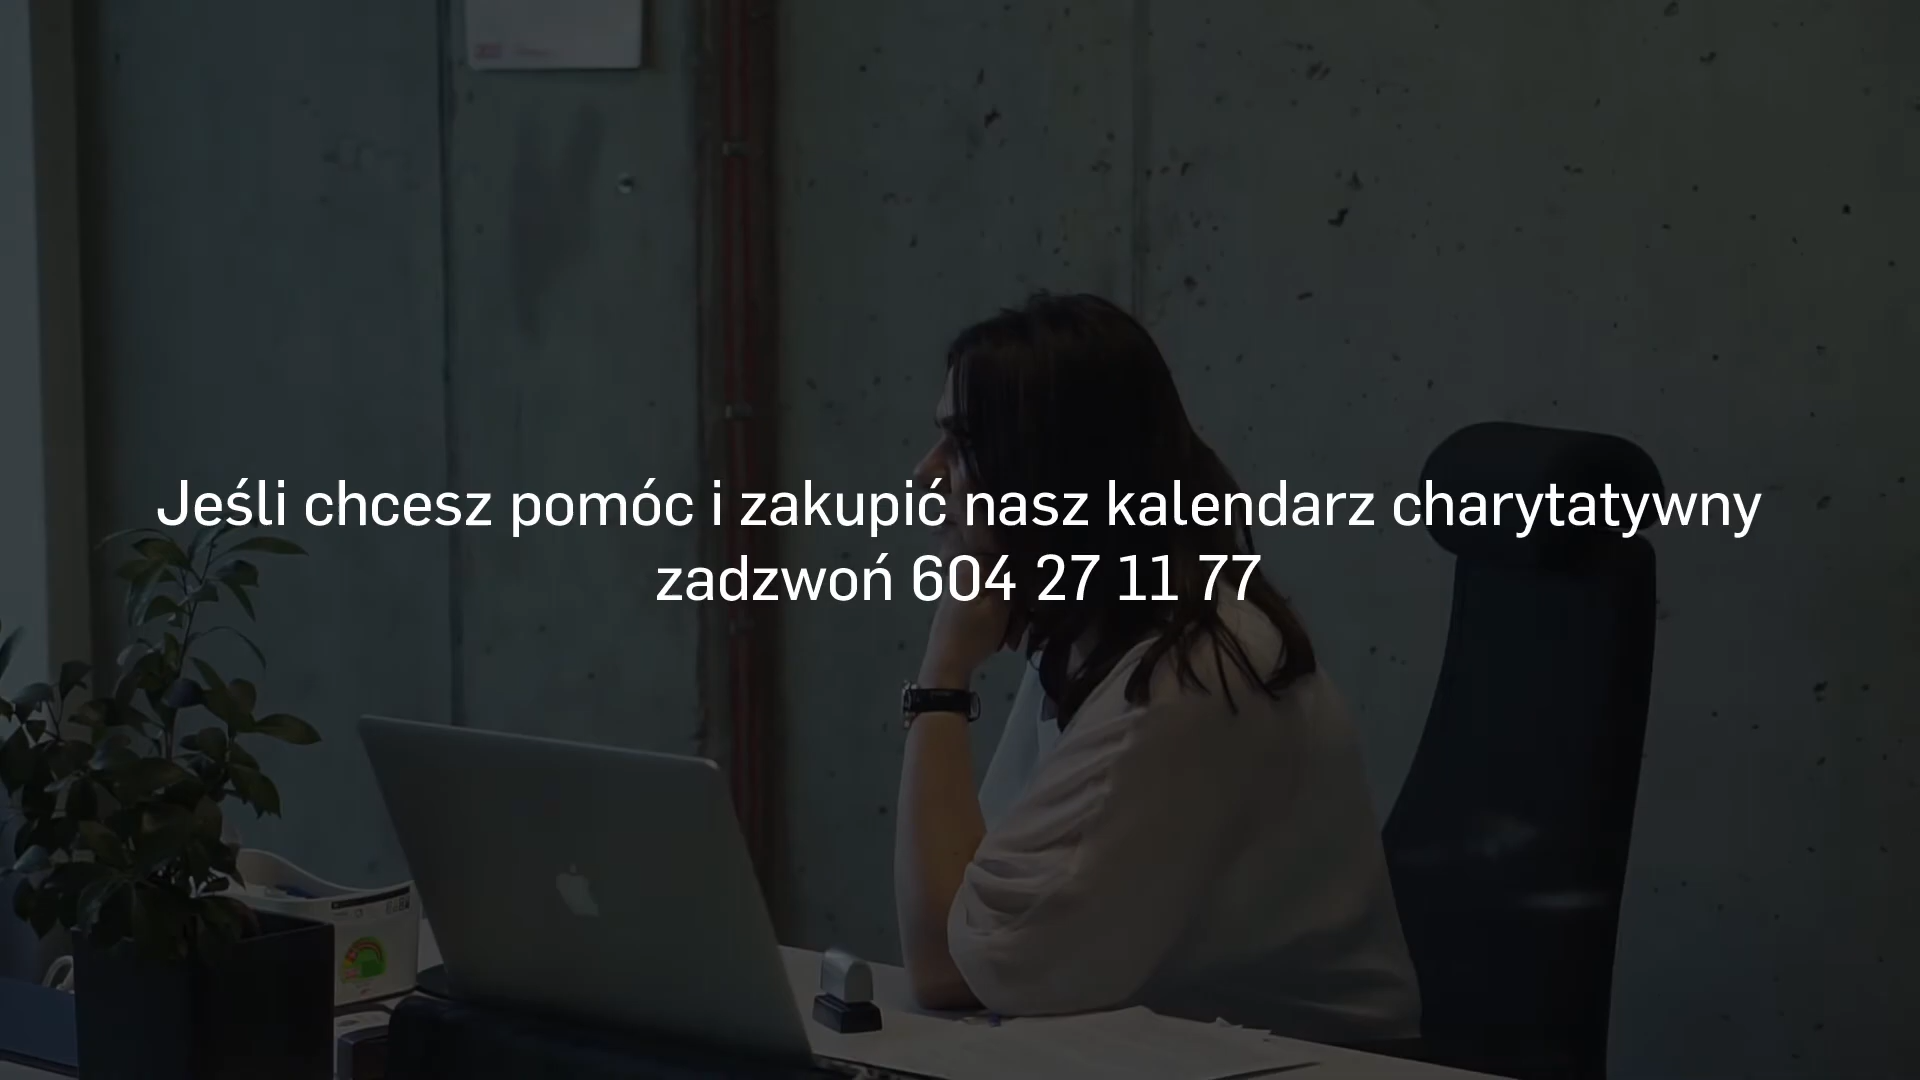 Jeśli chcesz pomóc i zakupić nasz kalendarz charytatywny
zadzwoń 604 27 11 77